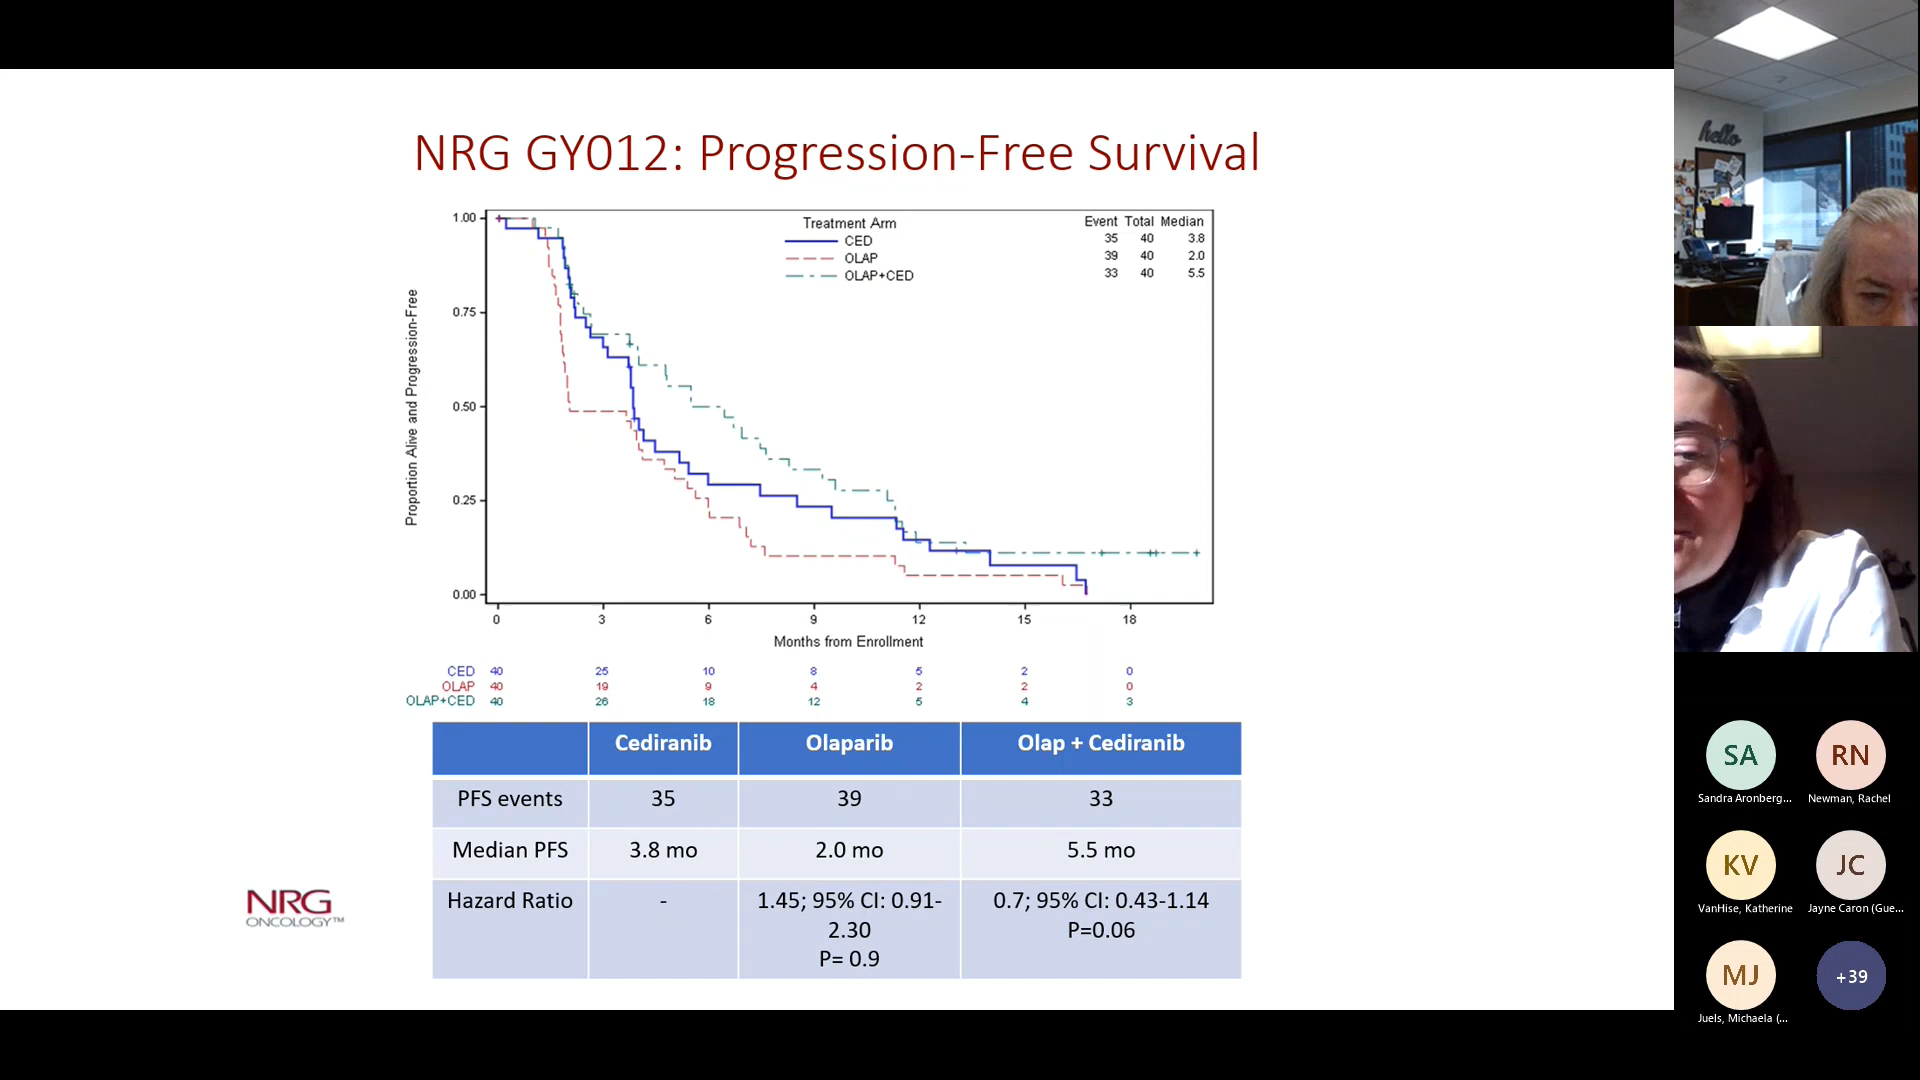 NRG GY012: Progression-Free Survival
Treatment Arm
CED
OLAP
OLAP+CED
Event Total Median
35 40 3.8
39 40 2.0
33 40 5.5
Proportion Alive and Progression-Free
1.00
0.75
0.50
0.25
0.00
0 3 6 9 12 15 18
Months from Enrollment
CED 40 25 10 8 5 2 0
OLAP 40 19 9 4 2 2 0
OLAP+CED 40 26 18 12 5 4 3
Cediranib Olaparib Olap + Cediranib
PFS events 35 39 33
Median PFS 3.8 mo 2.0 mo 5.5 mo
Hazard Ratio - 1.45; 95% CI: 0.91-
2.30
P= 0.9
0.7; 95% CI: 0.43-1.14
P=0.06
NRG
ONCOLOGY™
hello
SA
Sandra Aronberg...
RN
Newman, Rachel
KV
VanHise, Katherine
JC
Jayne Caron (Gue...
MJ
Juels, Michaela (...
+39